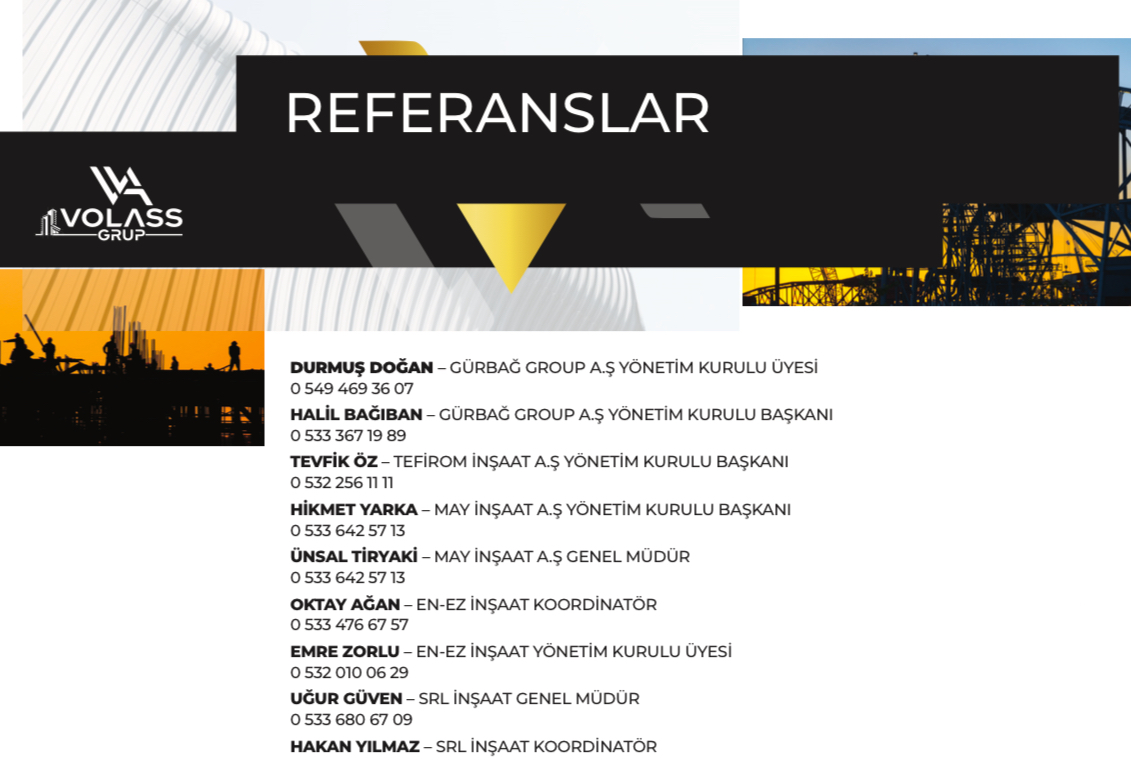 REFERANSLAR
VOLASS
GRUP
DURMUŞ DOĞAN – GÜRBAĞ GROUP A.Ş YÖNETİM KURULU ÜYESİ
0 549 469 36 07
HALİL BAĞIBAN – GÜRBAĞ GROUP A.Ş YÖNETİM KURULU BAŞKANI
0 533 367 19 89
TEVFİK ÖZ – TEFİROM İNŞAAT A.Ş YÖNETİM KURULU BAŞKANI
0 532 256 11 11
HİKMET YARKA – MAY İNŞAAT A.Ş YÖNETİM KURULU BAŞKANI
0 533 642 57 13
ÜNSAL TİRYAKİ – MAY İNŞAAT A.Ş GENEL MÜDÜR
0 533 642 57 13
OKTAY AĞAN – EN-EZ İNŞAAT KOORDİNATÖR
0 533 476 67 57
EMRE ZORLU – EN-EZ İNŞAAT YÖNETİM KURULU ÜYESİ
0 532 010 06 29
UĞUR GÜVEN – SRL İNŞAAT GENEL MÜDÜR
0 533 680 67 09
HAKAN YILMAZ – SRL İNŞAAT KOORDİNATÖR